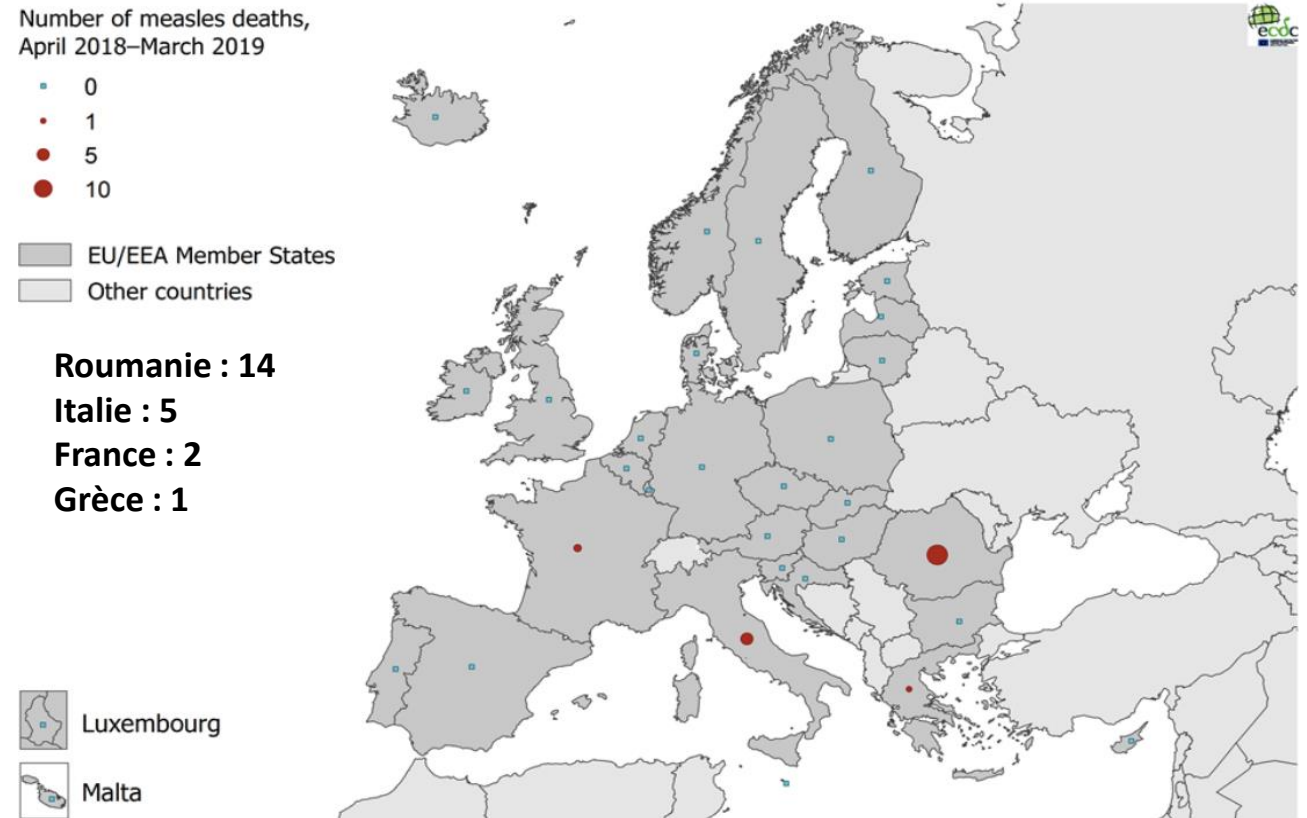 Number of measles deaths,
April 2018–March 2019
0
1
5
10
EU/EEA Member States
Other countries
Roumanie : 14
Italie : 5
France : 2
Grèce : 1
Luxembourg
Malta
ecdc